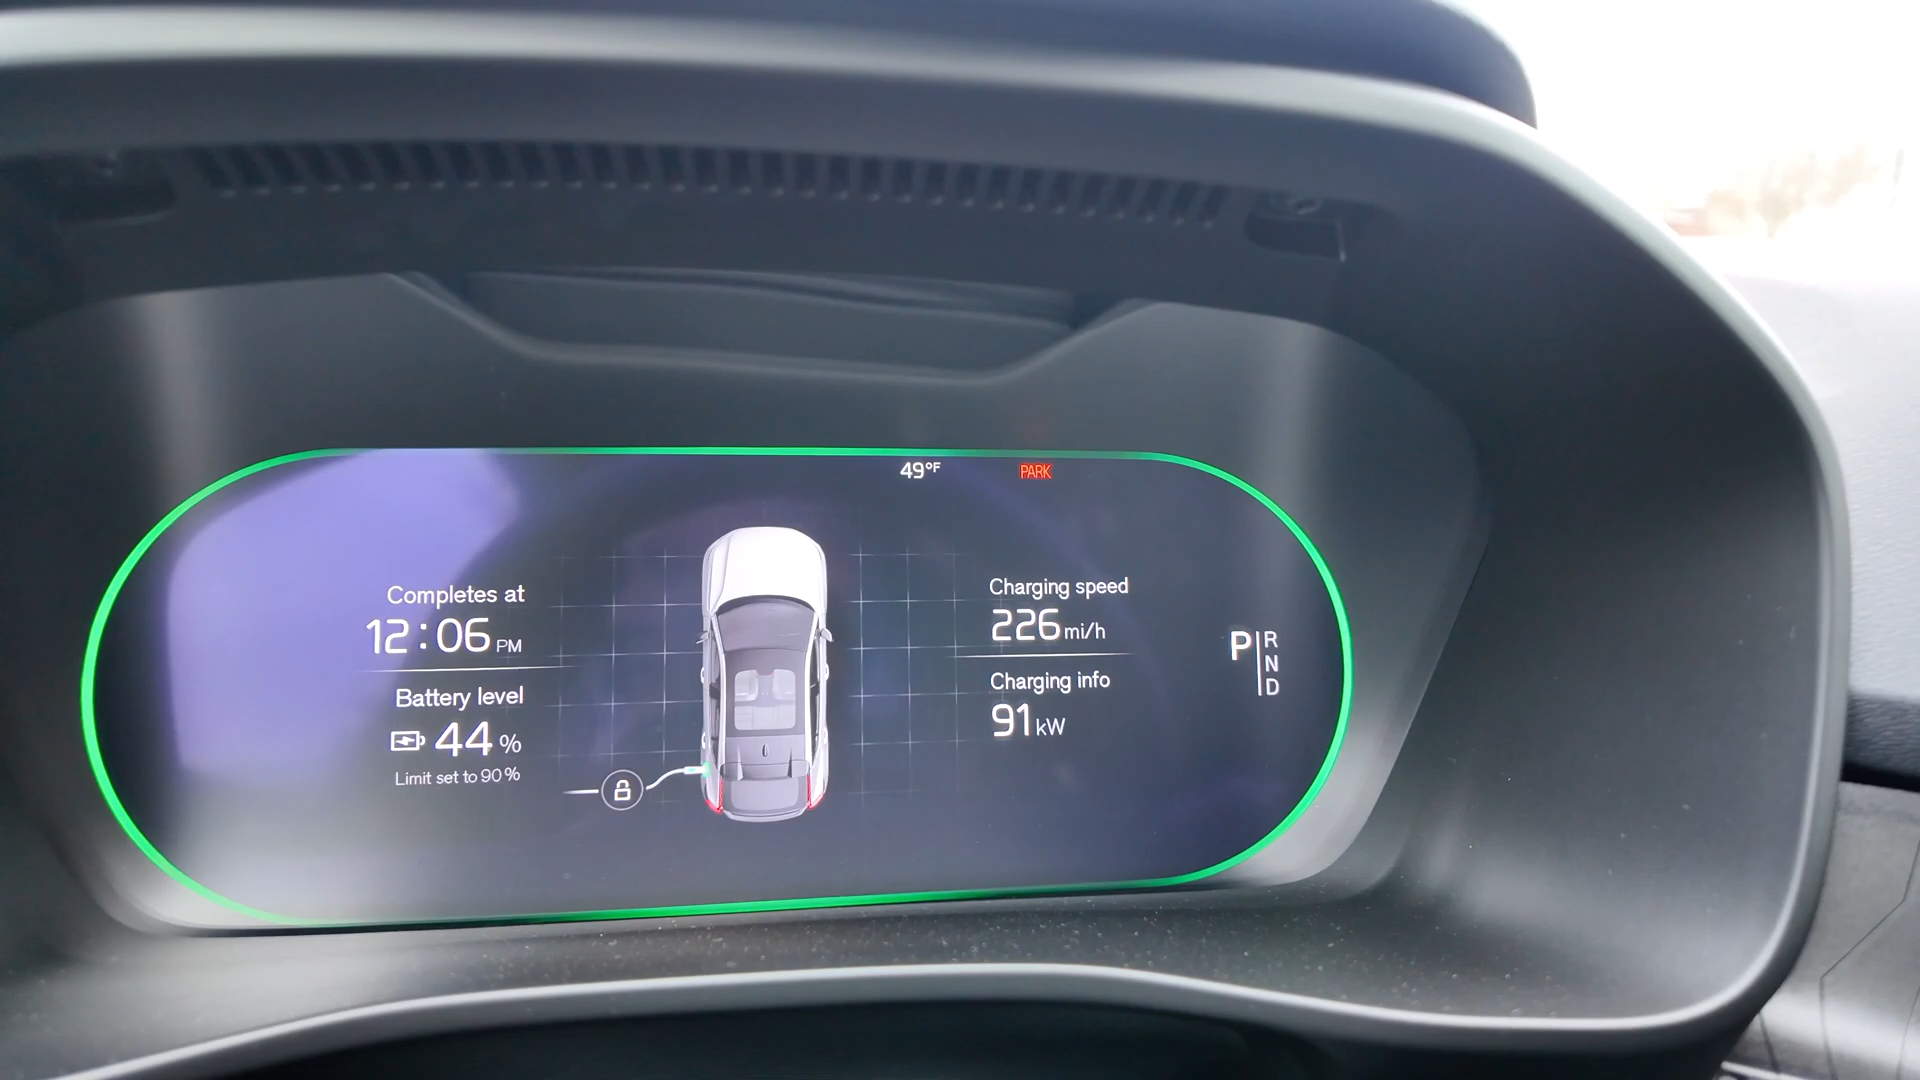 49°F PARK
Completes at
12:06 PM
Battery level
44 %
Limit set to 90%
Charging speed
226 mi/h
Charging info
91 kW
P R
N
D